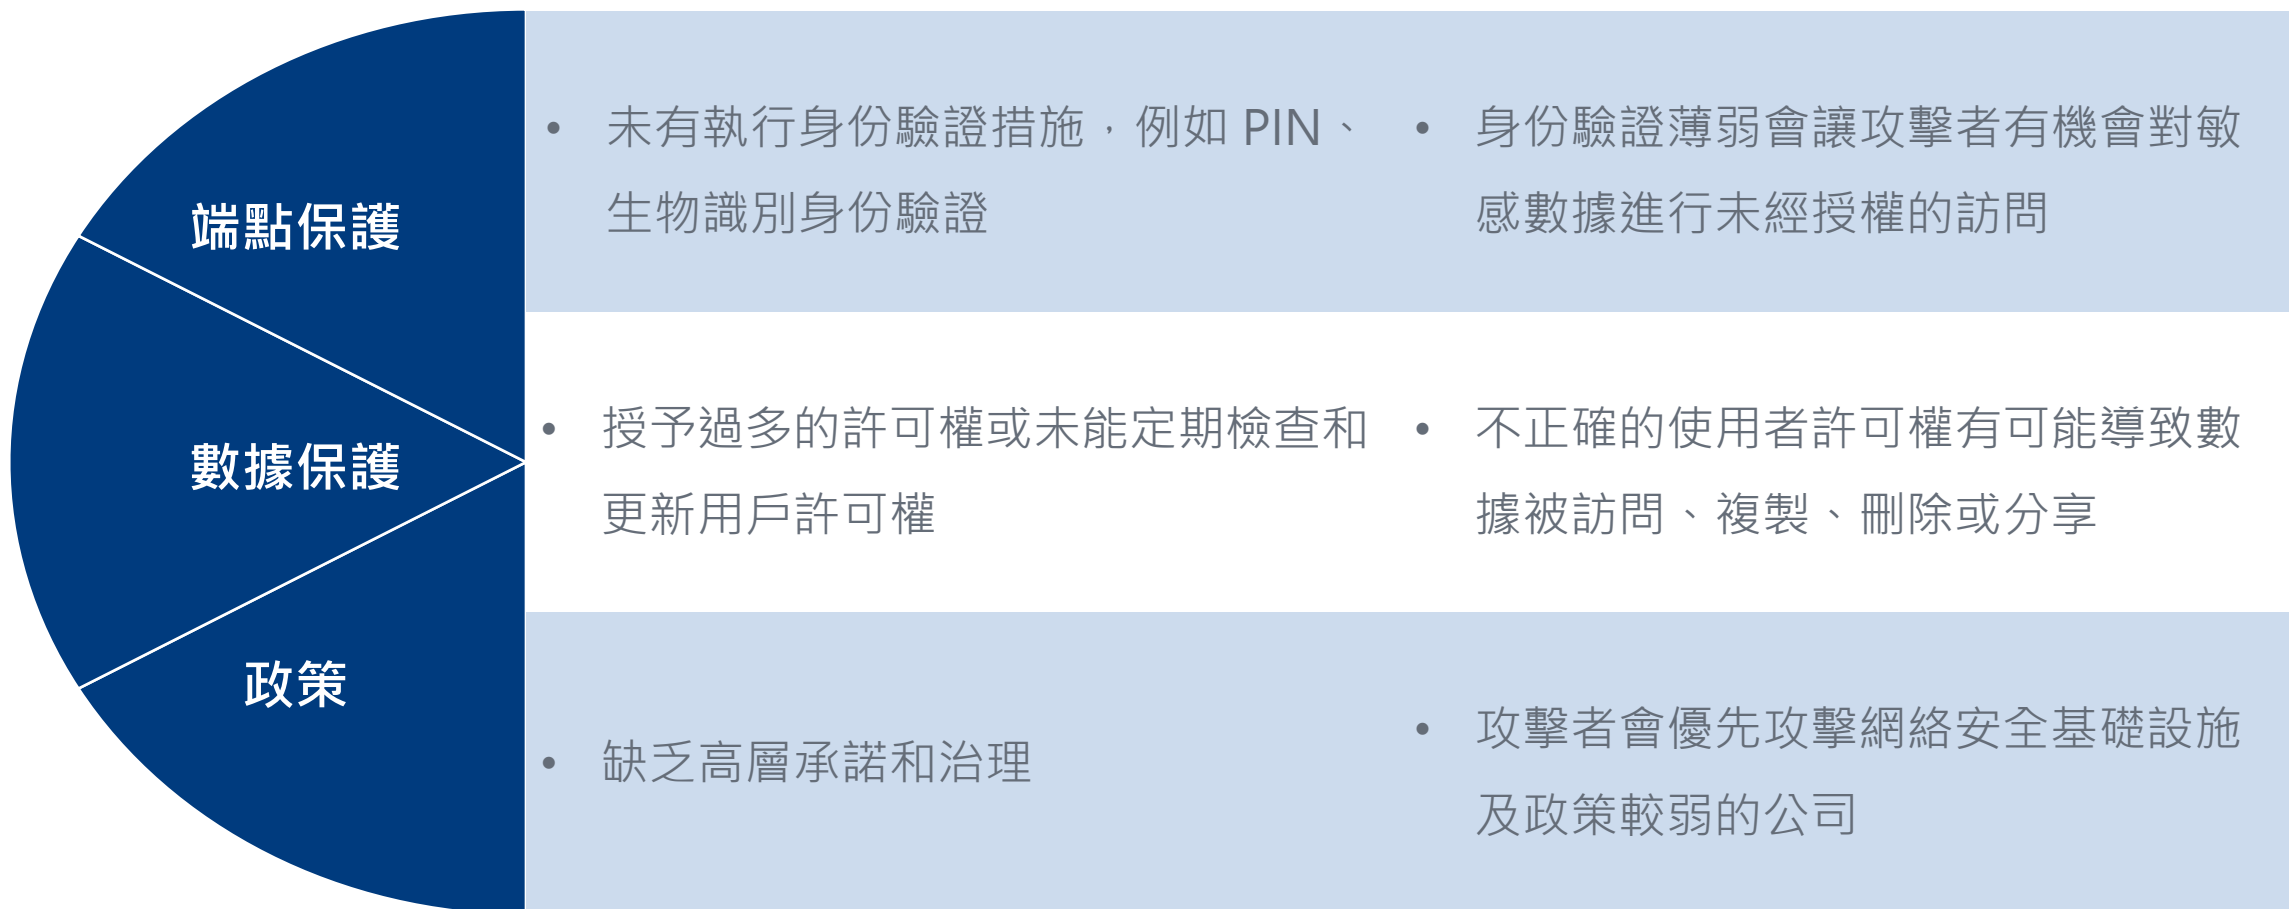 端點保護
• 未有執行身份驗證措施，例如 PIN、
生物識別身份驗證
• 身份驗證薄弱會讓攻擊者有機會對敏
感數據進行未經授權的訪問
數據保護
• 授予過多的許可權或未能定期檢查和
更新用戶許可權
• 不正確的使用者許可權有可能導致數
據被訪問、複製、刪除或分享
政策
• 缺乏高層承諾和治理
• 攻擊者會優先攻擊網絡安全基礎設施
及政策較弱的公司